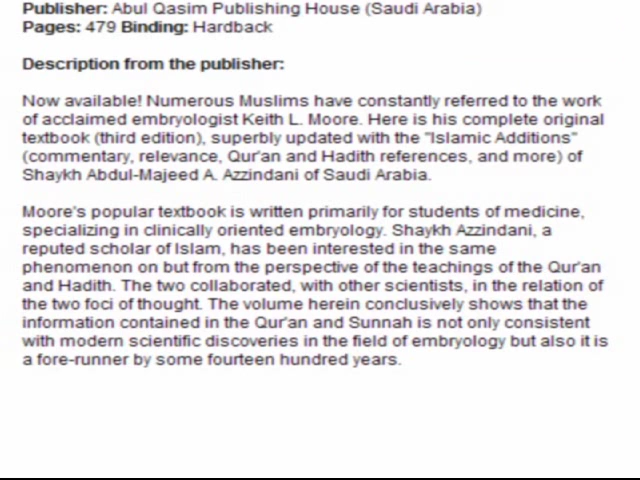 Publisher: Abul Qasim Publishing House (Saudi Arabia)
Pages: 479 Binding: Hardback
Description from the publisher:
Now available! Numerous Muslims have constantly referred to the work
of acclaimed embryologist Keith L. Moore. Here is his complete original
textbook (third edition), superbly updated with the "Islamic Additions"
(commentary, relevance, Qur'an and Hadith references, and more) of
Shaykh Abdul-Majeed A. Azzindani of Saudi Arabia.
Moore's popular textbook is written primarily for students of medicine,
specializing in clinically oriented embryology. Shaykh Azzindani, a
reputed scholar of Islam, has been interested in the same
phenomenon on but from the perspective of the teachings of the Qur'an
and Hadith. The two collaborated, with other scientists, in the relation of
the two foci of thought. The volume herein conclusively shows that the
information contained in the Qur'an and Sunnah is not only consistent
with modern scientific discoveries in the field of embryology but also it is
a fore-runner by some fourteen hundred years.